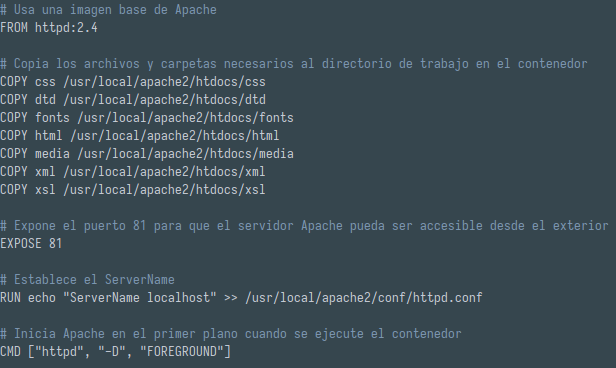 # Usa una imagen base de Apache
FROM httpd:2.4
# Copia los archivos y carpetas necesarios al directorio de trabajo en el contenedor
COPY css /usr/local/apache2/htdocs/css
COPY dtd /usr/local/apache2/htdocs/dtd
COPY fonts /usr/local/apache2/htdocs/fonts
COPY html /usr/local/apache2/htdocs/html
COPY media /usr/local/apache2/htdocs/media
COPY xml /usr/local/apache2/htdocs/xml
COPY xsl /usr/local/apache2/htdocs/xsl
# Expone el puerto 81 para que el servidor Apache pueda ser accesible desde el exterior
EXPOSE 81
# Establece el ServerName
RUN echo "ServerName localhost" >> /usr/local/apache2/conf/httpd.conf
# Inicia Apache en el primer plano cuando se ejecute el contenedor
CMD ["httpd", "-D", "FOREGROUND"]